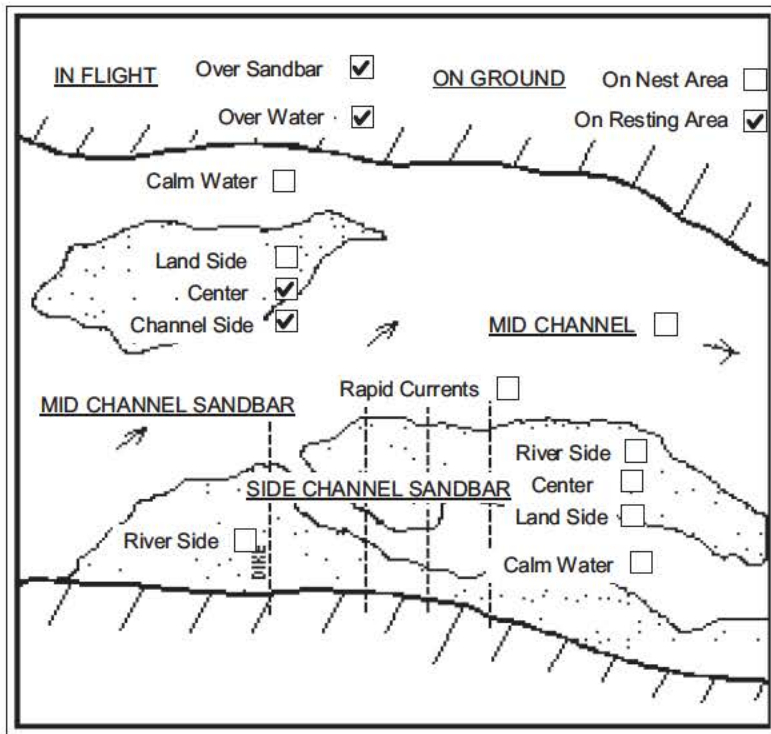 IN FLIGHT
Over Sandbar
ON GROUND
On Nest Area
Over Water
On Resting Area
Calm Water
Land Side
Center
Channel Side
MID CHANNEL
Rapid Currents
MID CHANNEL SANDBAR
River Side
SIDE CHANNEL SANDBAR
Center
Land Side
River Side
DIKE
Calm Water